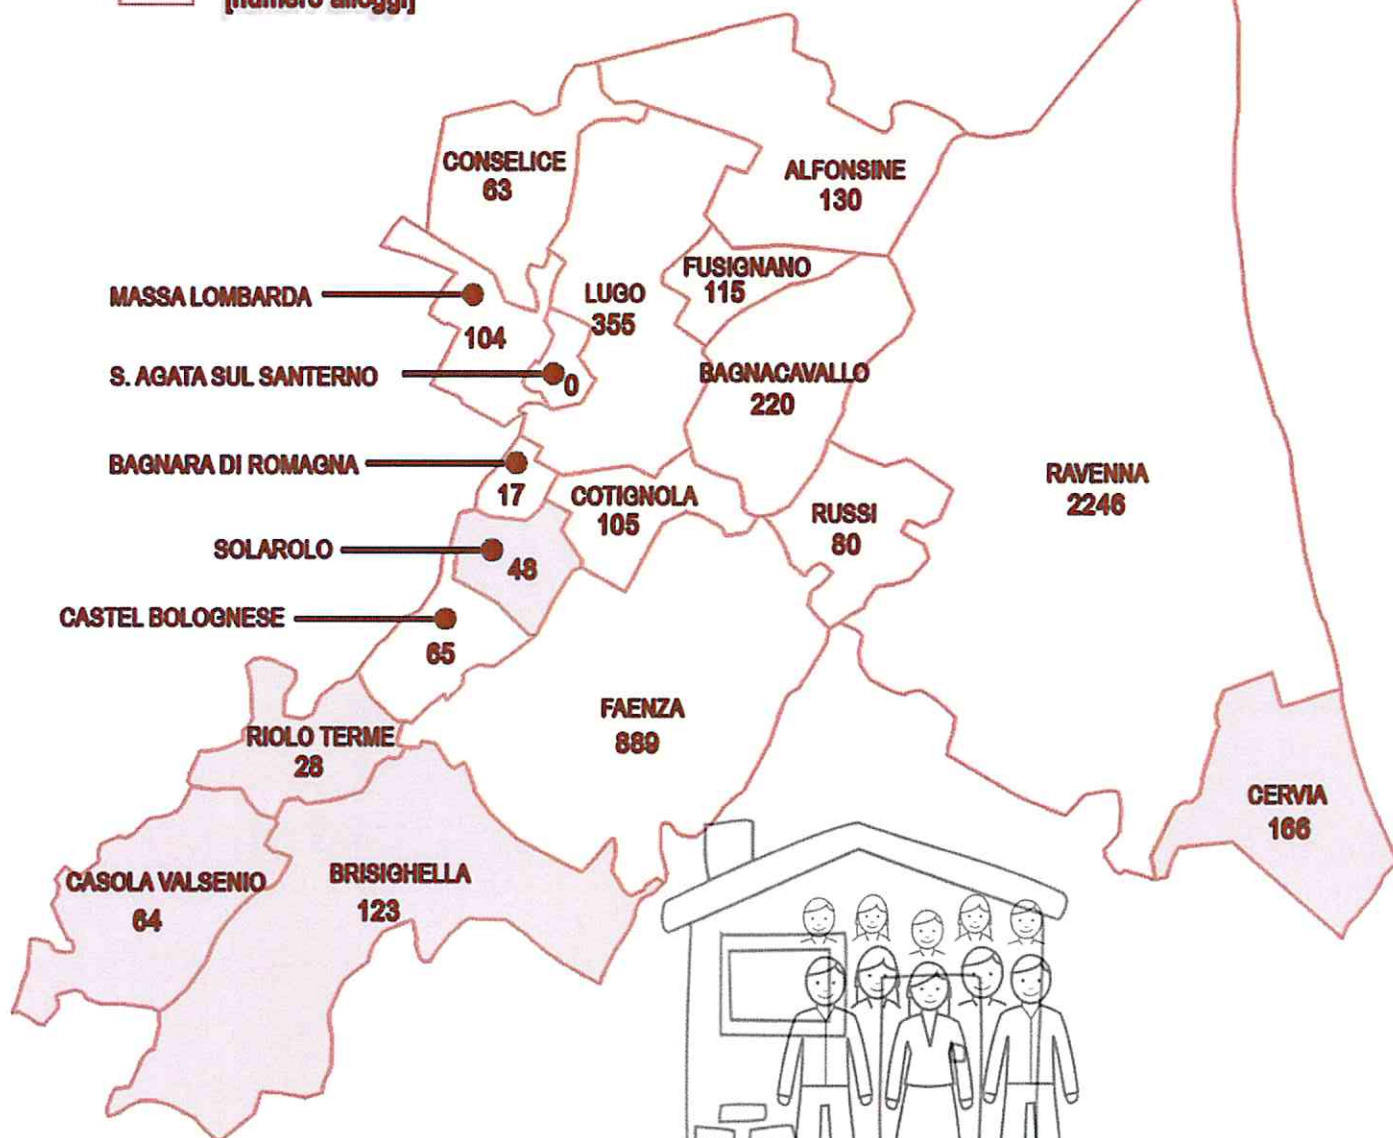 [numero alloggi]
CONSELICE
63
ALFONSINE
130
MASSA LOMBARDA
104
LUGO
355
FUSIGNANO
115
S. AGATA SUL SANTERNO
0
BAGNACAVALLO
220
BAGNARA DI ROMAGNA
17
COTIGNOLA
105
RUSSI
80
RAVENNA
2246
SOLAROLO
48
CASTEL BOLOGNESE
65
FAENZA
889
RIOLO TERME
28
CERVIA
166
CASOLA VALSENIO
64
BRISIGHELLA
123